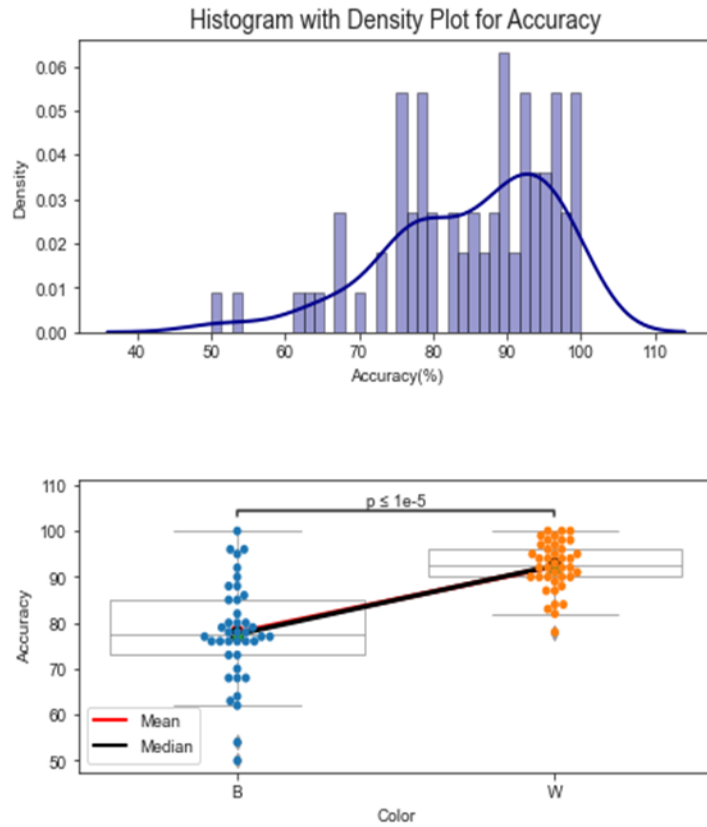 Histogram with Density Plot for Accuracy
0.06
0.05
0.04
0.03
0.02
0.01
0.00
Density
40 50 60 70 80 90 100 110
Accuracy(%)
110
100
90
80
70
60
50
Accuracy
p ≤ 1e-5
Mean
Median
B W
Color